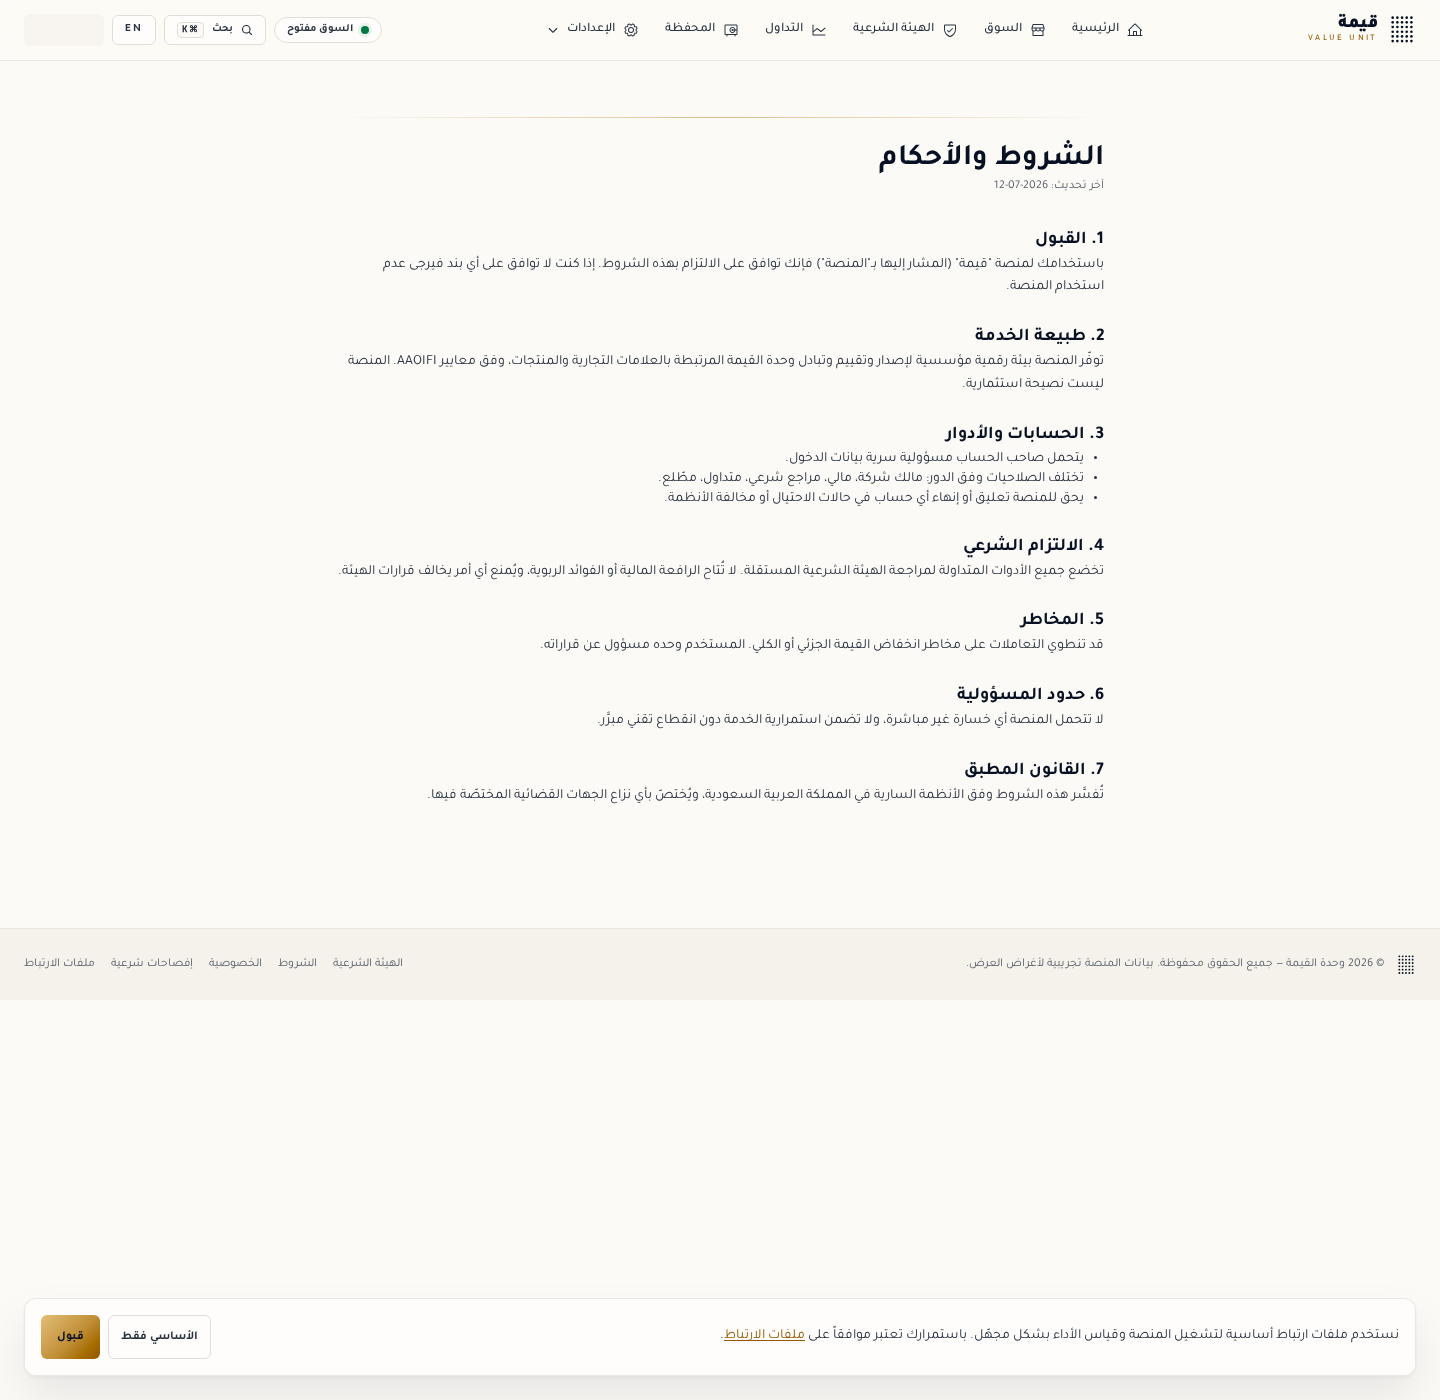 قيمة
VALUE UNIT
الرئيسية
السوق
الهيئة الشرعية
التداول
المحفظة
الإعدادات
السوق مفتوح
بحث
⌘K
EN
الشروط والأحكام
آخر تحديث: 2026-07-12
1. القبول
باستخدامك لمنصة "قيمة" (المشار إليها بـ"المنصة") فإنك توافق على الالتزام بهذه الشروط. إذا كنت لا توافق على أي بند فيرجى عدم
استخدام المنصة.
2. طبيعة الخدمة
توفّر المنصة بيئة رقمية مؤسسية لإصدار وتقييم وتبادل وحدة القيمة المرتبطة بالعلامات التجارية والمنتجات، وفق معايير AAOIFI. المنصة
ليست نصيحة استثمارية.
3. الحسابات والأدوار
• يتحمل صاحب الحساب مسؤولية سرية بيانات الدخول.
• تختلف الصلاحيات وفق الدور: مالك شركة، مالي، مراجع شرعي، متداول، مطّلع.
• يحق للمنصة تعليق أو إنهاء أي حساب في حالات الاحتيال أو مخالفة الأنظمة.
4. الالتزام الشرعي
تخضع جميع الأدوات المتداولة لمراجعة الهيئة الشرعية المستقلة. لا تُتاح الرافعة المالية أو الفوائد الربوية، ويُمنع أي أمر يخالف قرارات الهيئة.
5. المخاطر
قد تنطوي التعاملات على مخاطر انخفاض القيمة الجزئي أو الكلي. المستخدم وحده مسؤول عن قراراته.
6. حدود المسؤولية
لا تتحمل المنصة أي خسارة غير مباشرة، ولا تضمن استمرارية الخدمة دون انقطاع تقني مبرَّر.
7. القانون المطبق
تُفسَّر هذه الشروط وفق الأنظمة السارية في المملكة العربية السعودية، ويُختصّ بأي نزاع الجهات القضائية المختصّة فيها.
© 2026 وحدة القيمة — جميع الحقوق محفوظة. بيانات المنصة تجريبية لأغراض العرض.
الهيئة الشرعية
الشروط
الخصوصية
إفصاحات شرعية
ملفات الارتباط
نستخدم ملفات ارتباط أساسية لتشغيل المنصة وقياس الأداء بشكل مجهّل. باستمرارك تعتبر موافقاً على ملفات الارتباط.
الأساسي فقط
قبول